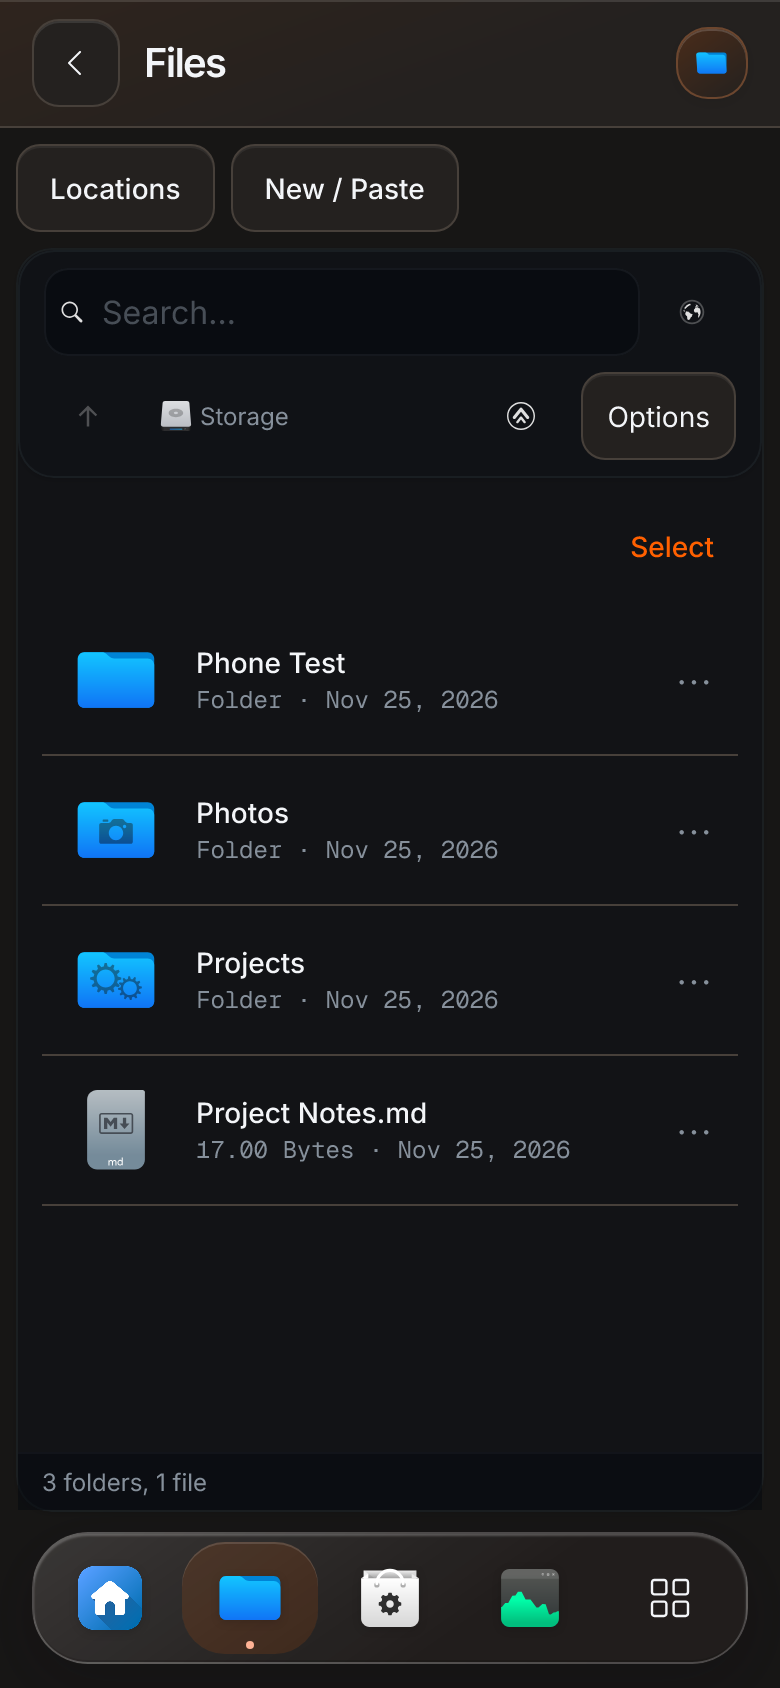 Files
Locations
New / Paste
Search...
Storage
Options
Select
Phone Test
Folder · Nov 25, 2026
Photos
Folder · Nov 25, 2026
Projects
Folder · Nov 25, 2026
M
md
Project Notes.md
17.00 Bytes · Nov 25, 2026
3 folders, 1 file